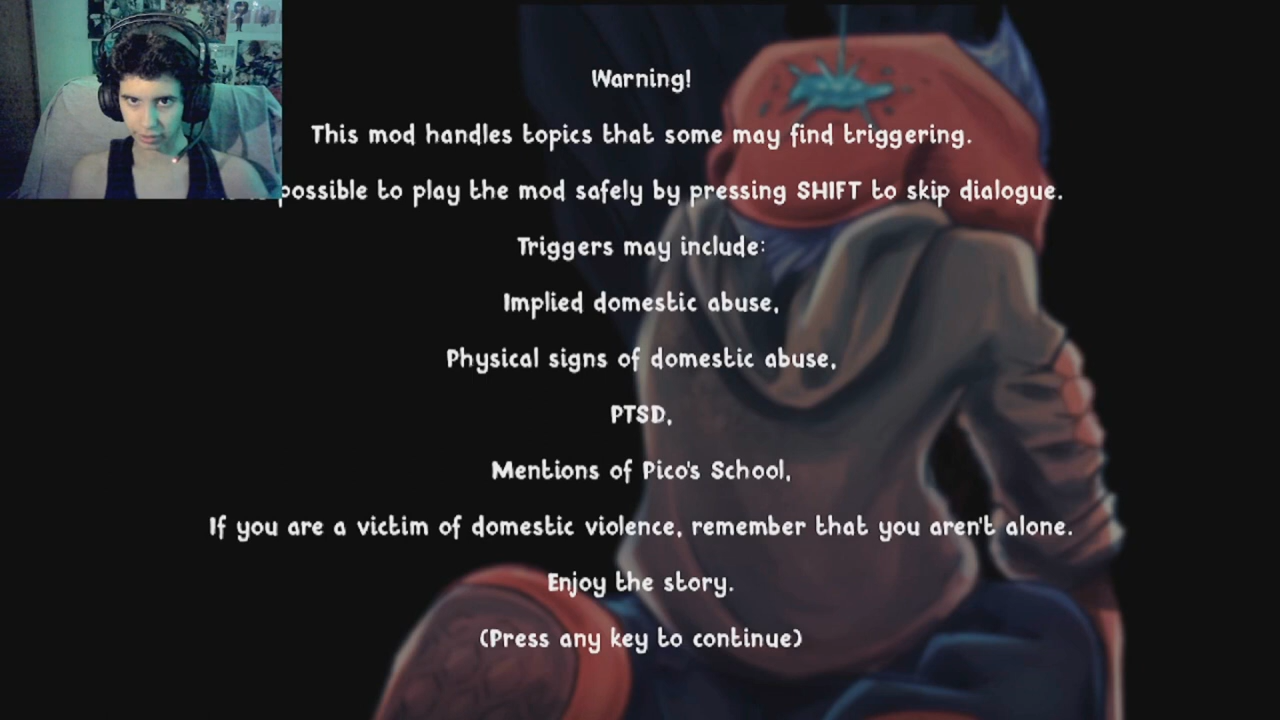 Warning!
This mod handles topics that some may find triggering.
possible to play the mod safely by pressing SHIFT to skip dialogue.
Triggers may include:
Implied domestic abuse,
Physical signs of domestic abuse,
PTSD,
Mentions of Pico's School,
If you are a victim of domestic violence, remember that you aren't alone.
Enjoy the story.
(Press any key to continue)